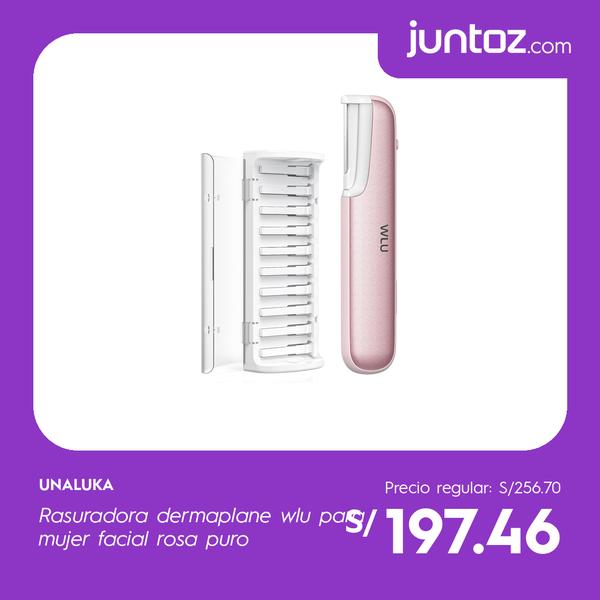 juntoz.com
WLU
UNALUKA
Rasuradora dermaplane wlu para
mujer facial rosa puro
Precio regular: S/256.70
S/ 197.46